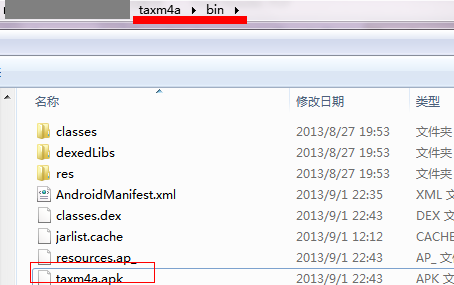 taxm4a ▸ bin ▸
名称 修改日期 类型
classes 2013/8/27 19:53 文件夹
dexedLibs 2013/8/27 19:53 文件夹
res 2013/8/27 19:53 文件夹
AndroidManifest.xml 2013/9/1 22:35 XML 文
classes.dex 2013/9/1 22:43 DEX 文
jarlist.cache 2013/9/1 12:12 CACHE
resources.ap_ 2013/9/1 22:43 AP_ 文
taxm4a.apk 2013/9/1 22:43 APK 文